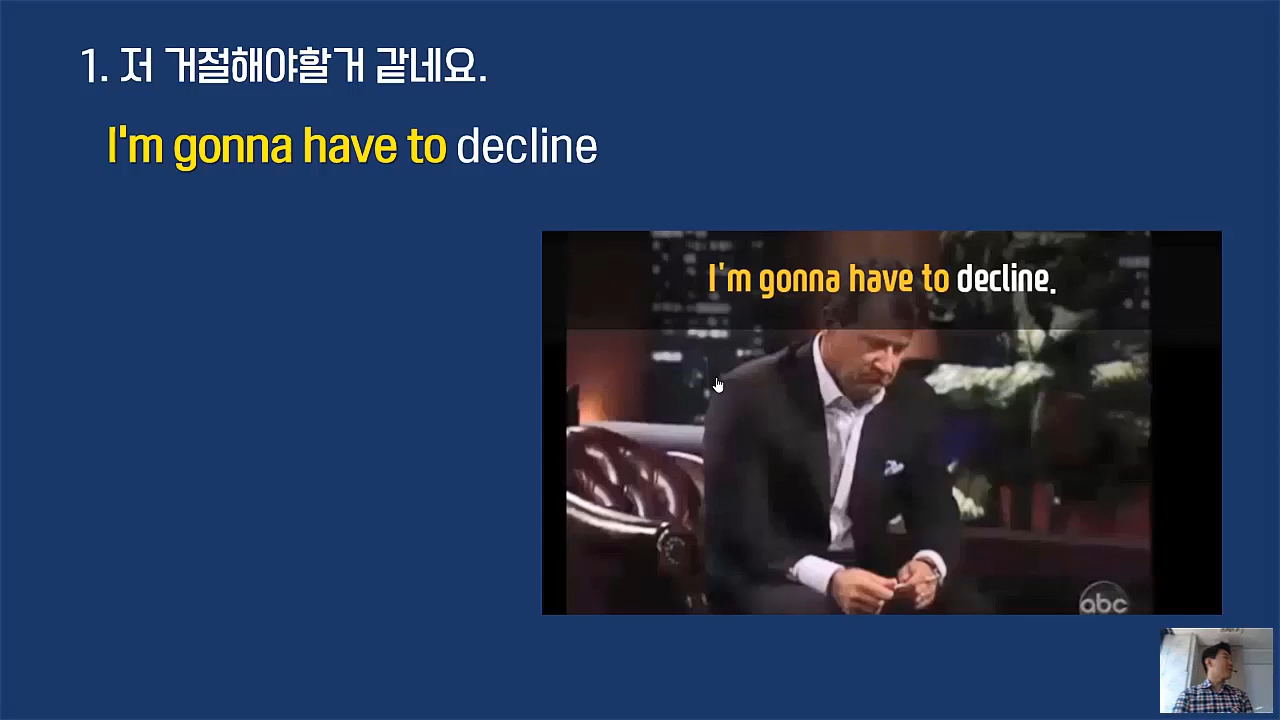 1. 저 거절해야할거 같네요.
I'm gonna have to decline
I'm gonna have to decline.
abc